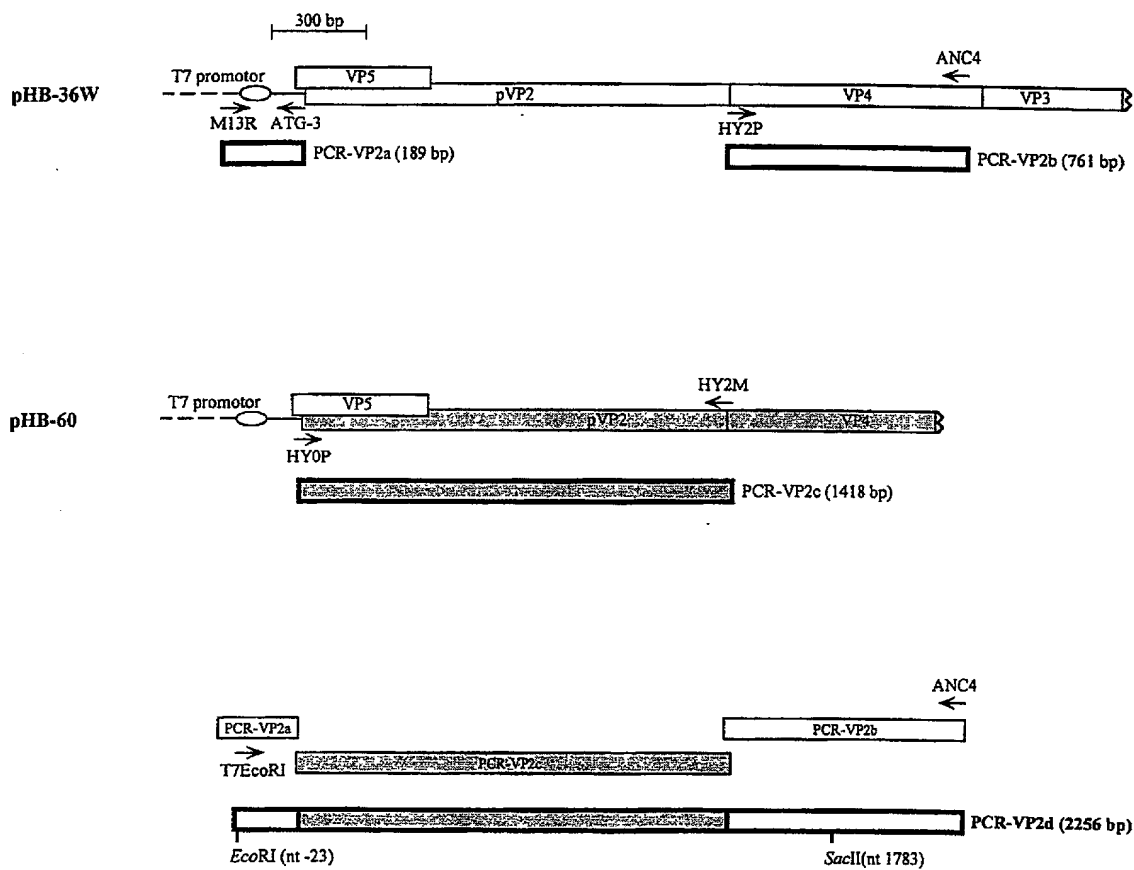 300 bp
T7 promotor
VP5
ANC4
pHB-36W
pVP2
VP4
VP3
M13R
ATG-3
HY2P
PCR-VP2a (189 bp)
PCR-VP2b (761 bp)
HY2M
T7 promotor
VP5
pHB-60
pVP2
VP4
HY0P
PCR-VP2c (1418 bp)
ANC4
PCR-VP2a
PCR-VP2b
T7EcoRI
PCR-VP2c
PCR-VP2d (2256 bp)
EcoRI (nt -23)
SacII(nt 1783)